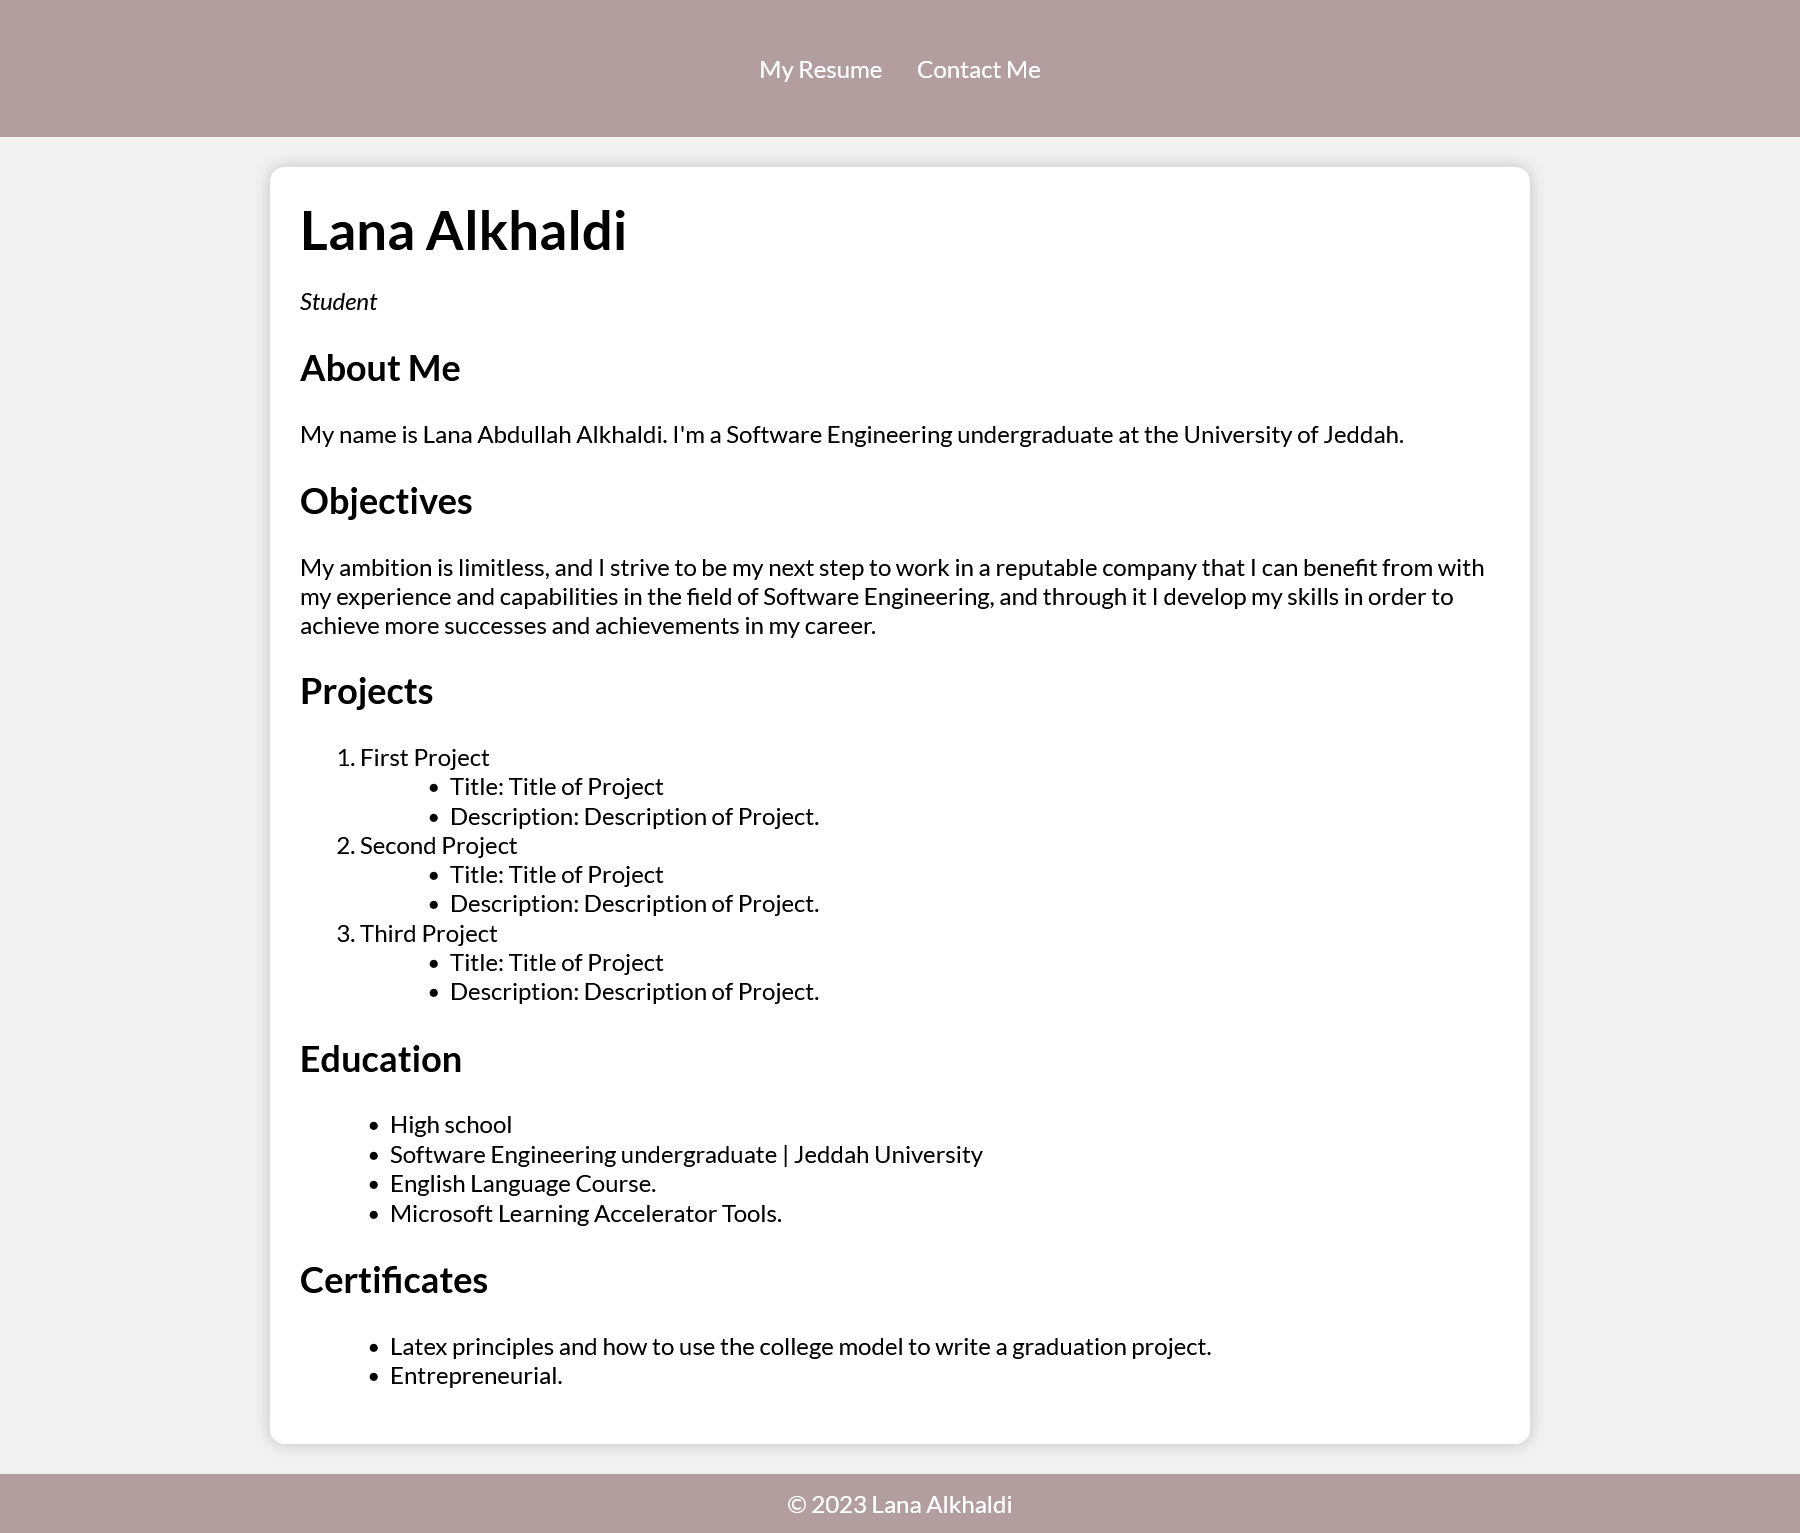 My Resume Contact Me
Lana Alkhaldi
Student
About Me
My name is Lana Abdullah Alkhaldi. I'm a Software Engineering undergraduate at the University of Jeddah.
Objectives
My ambition is limitless, and I strive to be my next step to work in a reputable company that I can benefit from with
my experience and capabilities in the field of Software Engineering, and through it I develop my skills in order to
achieve more successes and achievements in my career.
Projects
1. First Project
• Title: Title of Project
• Description: Description of Project.
2. Second Project
• Title: Title of Project
• Description: Description of Project.
3. Third Project
• Title: Title of Project
• Description: Description of Project.
Education
• High school
• Software Engineering undergraduate | Jeddah University
• English Language Course.
• Microsoft Learning Accelerator Tools.
Certificates
• Latex principles and how to use the college model to write a graduation project.
• Entrepreneurial.
© 2023 Lana Alkhaldi